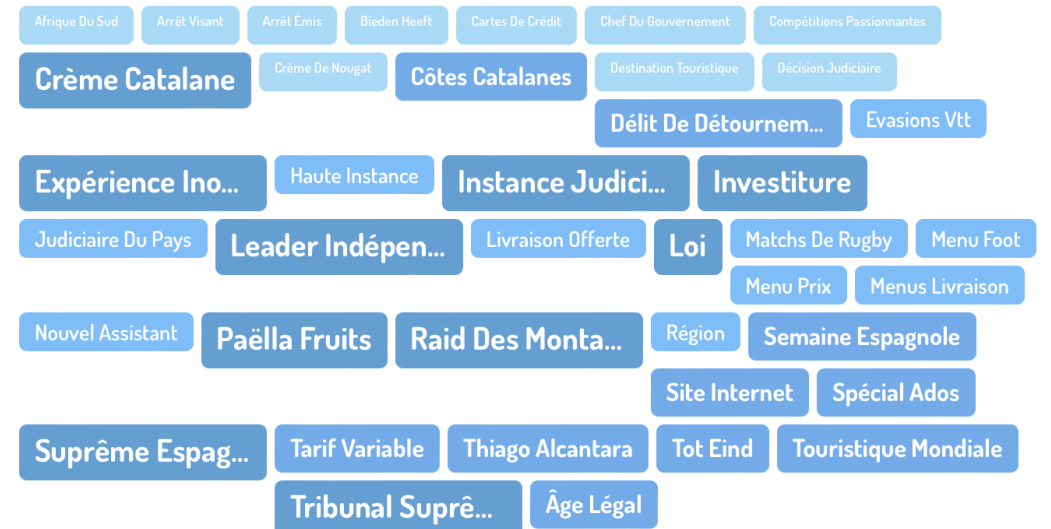 Afrique Du Sud Arrêt Visant Arrêt Émis Bieden Heeft Cartes De Crédit Chef Du Gouvernement Compétitions Passionnantes
Crème Catalane Crème De Nougat Côtes Catalanes Destination Touristique Décision Judiciaire
Délit De Détournem... Evasions Vtt
Expérience Ino... Haute Instance Instance Judici... Investiture
Judiciaire Du Pays Leader Indépen... Livraison Offerte Loi Matchs De Rugby Menu Foot
Menu Prix Menus Livraison
Nouvel Assistant Paëlla Fruits Raid Des Monta... Région Semaine Espagnole
Site Internet Spécial Ados
Suprême Espag... Tarif Variable Thiago Alcantara Tot Eind Touristique Mondiale
Tribunal Suprê... Âge Légal